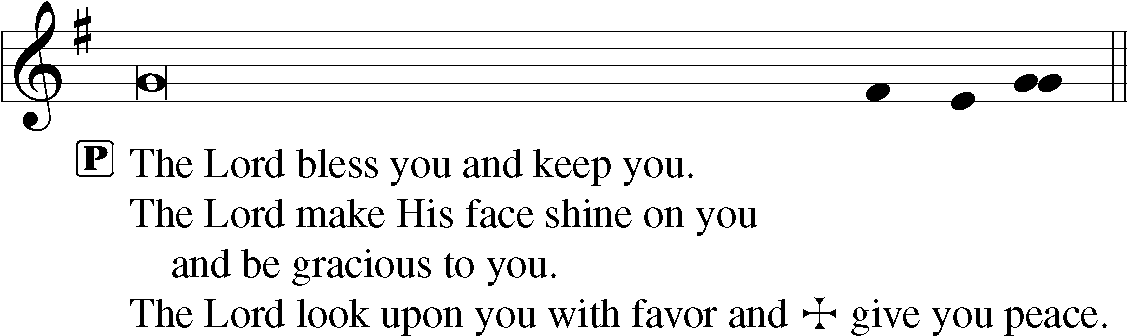 P The Lord bless you and keep you.
The Lord make His face shine on you
and be gracious to you.
The Lord look upon you with favor and ☩ give you peace.